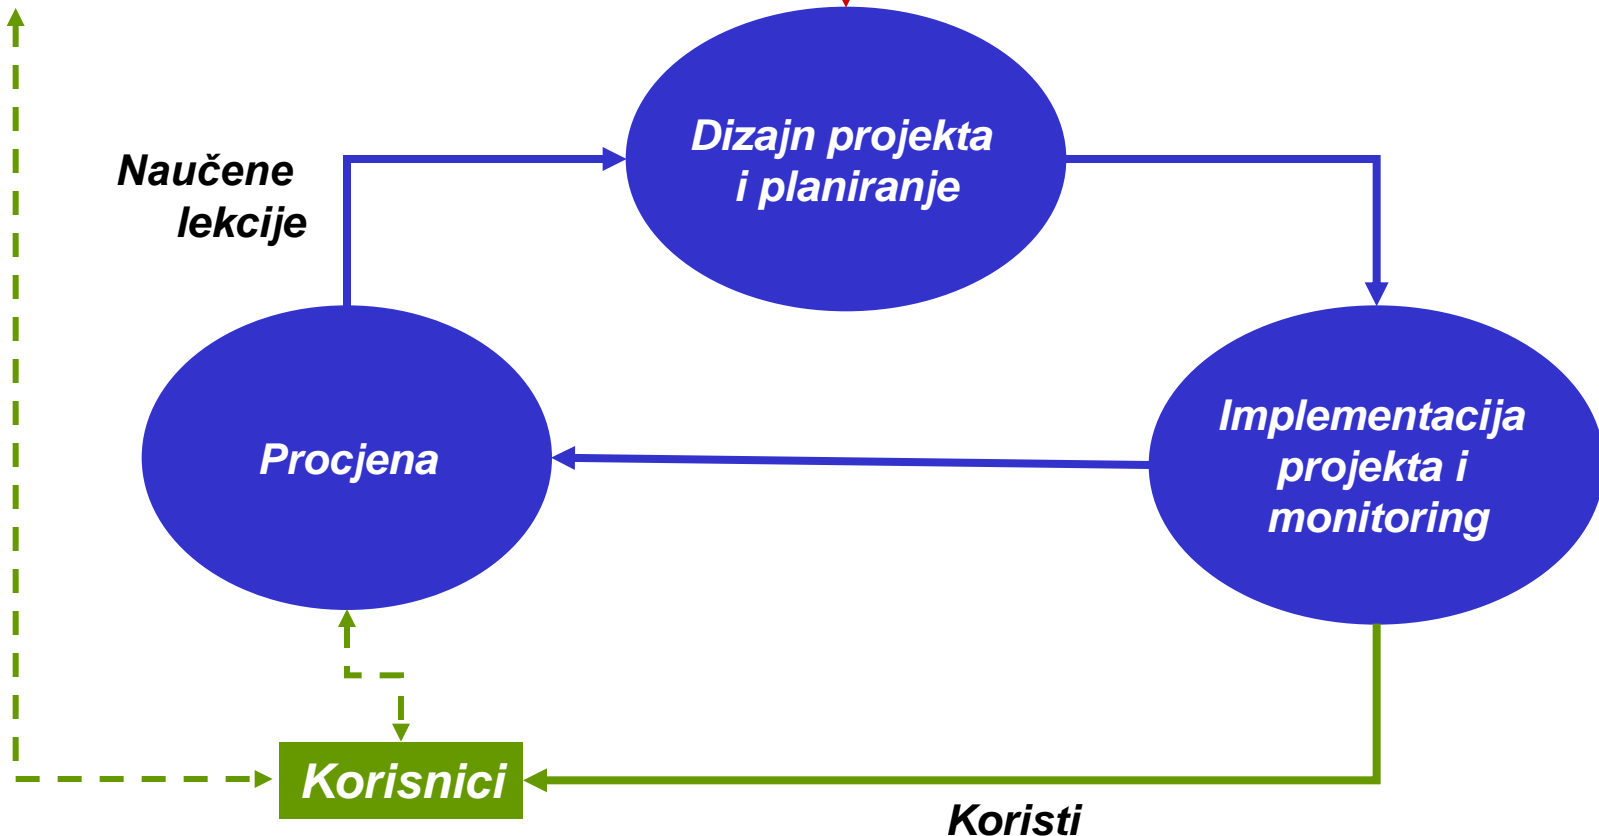 Dizajn projekta
i planiranje
Naučene
lekcije
Implementacija
projekta i
monitoring
Procjena
Korisnici
Koristi